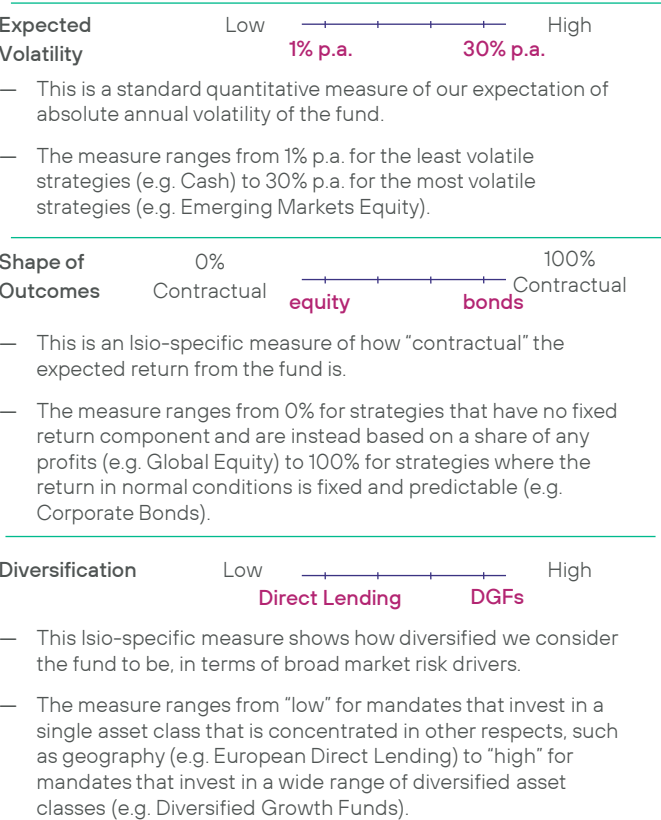 Expected Volatility
Low
High
1% p.a.
30% p.a.
— This is a standard quantitative measure of our expectation of
absolute annual volatility of the fund.
— The measure ranges from 1% p.a. for the least volatile
strategies (e.g. Cash) to 30% p.a. for the most volatile
strategies (e.g. Emerging Markets Equity).
Shape of Outcomes
0% Contractual
100% Contractual
equity
bonds
— This is an Isio-specific measure of how “contractual” the
expected return from the fund is.
— The measure ranges from 0% for strategies that have no fixed
return component and are instead based on a share of any
profits (e.g. Global Equity) to 100% for strategies where the
return in normal conditions is fixed and predictable (e.g.
Corporate Bonds).
Diversification
Low
High
Direct Lending
DGFs
— This Isio-specific measure shows how diversified we consider
the fund to be, in terms of broad market risk drivers.
— The measure ranges from “low” for mandates that invest in a
single asset class that is concentrated in other respects, such
as geography (e.g. European Direct Lending) to “high” for
mandates that invest in a wide range of diversified asset
classes (e.g. Diversified Growth Funds).